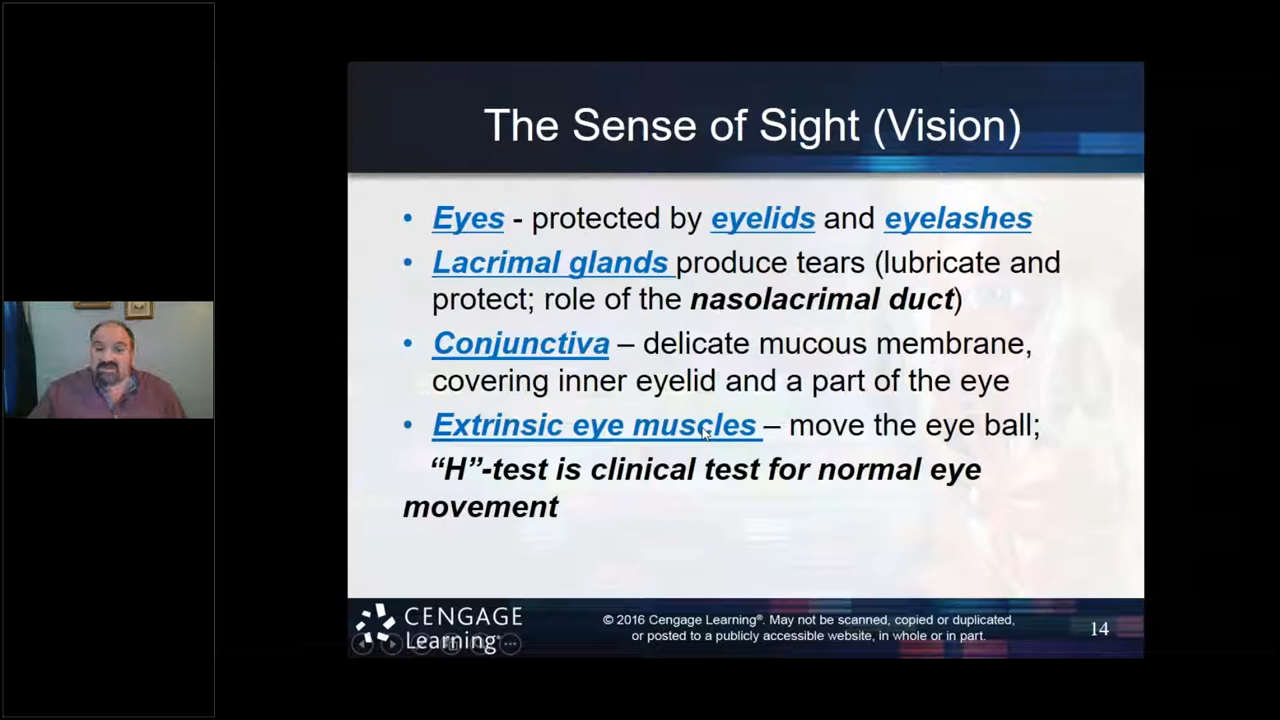 The Sense of Sight (Vision)
• Eyes - protected by eyelids and eyelashes
• Lacrimal glands produce tears (lubricate and
protect; role of the nasolacrimal duct)
• Conjunctiva – delicate mucous membrane,
covering inner eyelid and a part of the eye
• Extrinsic eye muscles – move the eye ball;
“H”-test is clinical test for normal eye
movement
CENGAGE
Learning®
© 2016 Cengage Learning®. May not be scanned, copied or duplicated,
or posted to a publicly accessible website, in whole or in part.
14